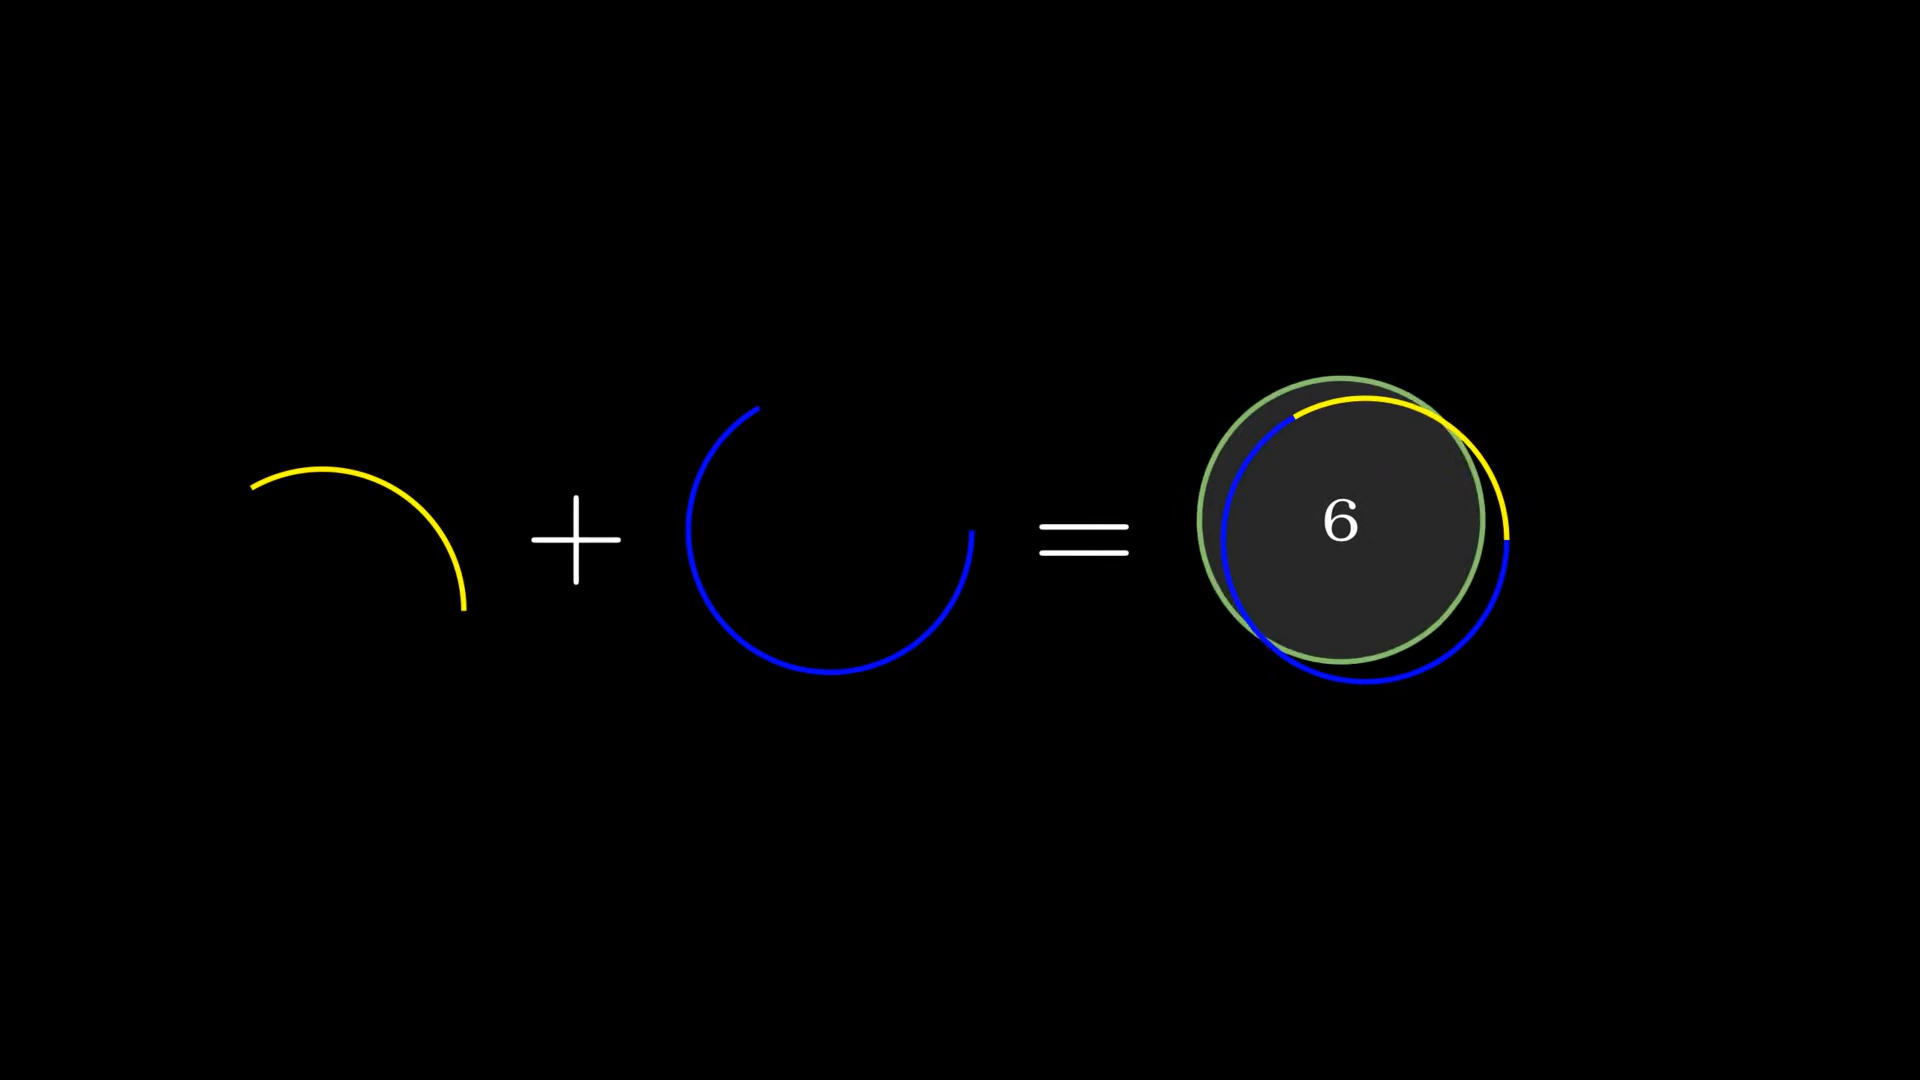 + = 6